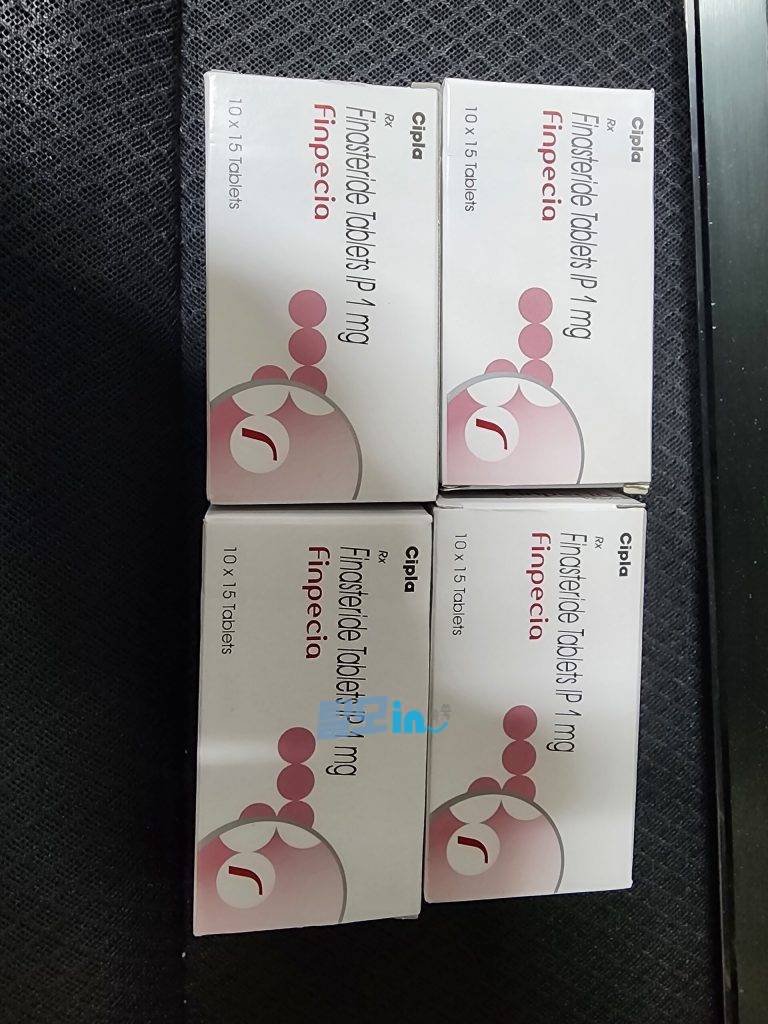 Cipla
Rx
Finasteride Tablets IP 1 mg
Finpecia
10 x 15 Tablets
Cipla
Rx
Finasteride Tablets IP 1 mg
Finpecia
10 x 15 Tablets
Cipla
Rx
Finasteride Tablets IP 1 mg
Finpecia
10 x 15 Tablets
Cipla
Rx
Finasteride Tablets IP 1 mg
Finpecia
10 x 15 Tablets
in